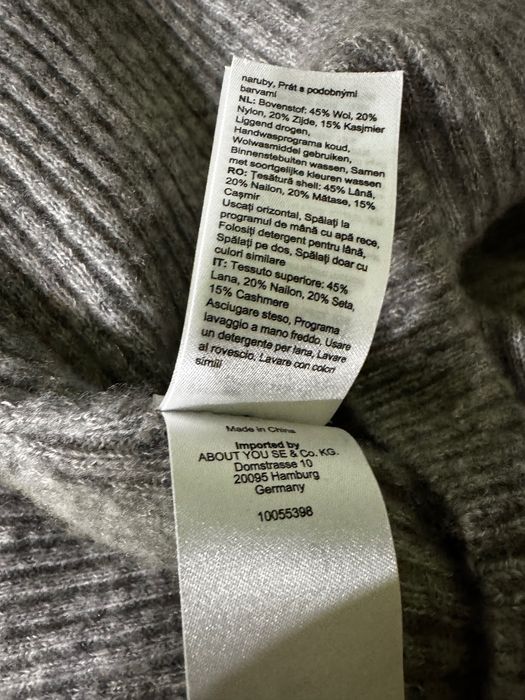 naruby, Prát s podobnými
barvami
NL: Bovenstof: 45% Wol, 20%
Nylon, 20% Zijde, 15% Kasjmier
Liggend drogen,
Handwasprograma koud,
Wolwasmiddel gebruiken,
Binnenstebuiten wassen, Samen
met soortgelijke kleuren wassen
RO: Țesătură shell: 45% Lână,
20% Nailon, 20% Mătase, 15%
Cașmir
Uscați orizontal, Spălați la
programul de mână cu apă rece,
Folosiți detergent pentru lână,
Spălați pe dos, Spălați doar cu
culori similare
IT: Tessuto superiore: 45%
Lana, 20% Nailon, 20% Seta,
15% Cashmere
Asciugare steso, Programa
lavaggio a mano freddo, Usare
un detergente per lana, Lavare
al rovescio, Lavare con colori
simili
Made in China
Imported by
ABOUT YOU SE & Co. KG.
Domstrasse 10
20095 Hamburg
Germany
10055398